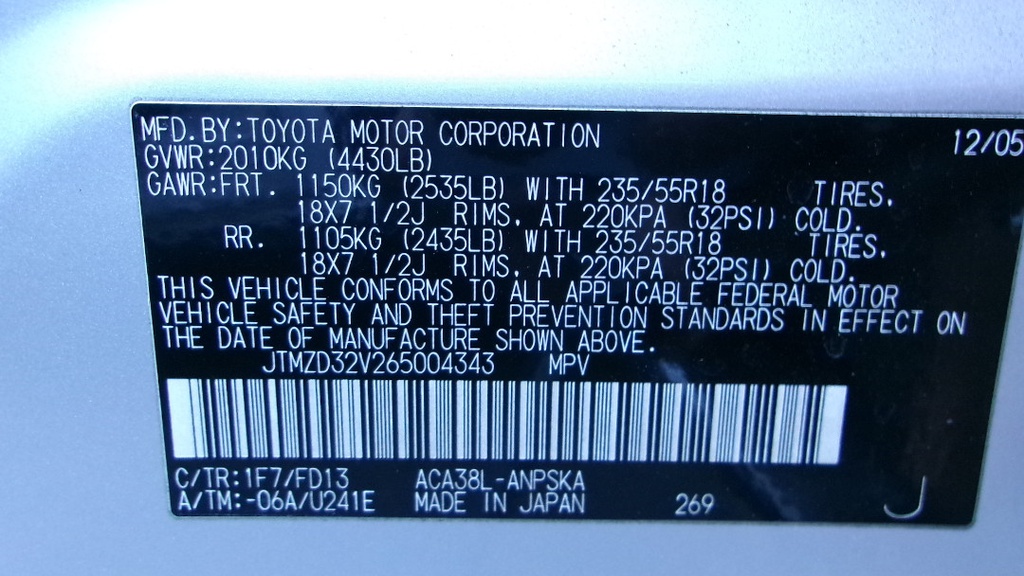 MFD.BY:TOYOTA MOTOR CORPORATION 12/05
GVWR:2010KG (4430LB)
GAWR:FRT. 1150KG (2535LB) WITH 235/55R18 TIRES,
18X7 1/2J RIMS, AT 220KPA (32PSI) COLD.
RR. 1105KG (2435LB) WITH 235/55R18 TIRES,
18X7 1/2J RIMS, AT 220KPA (32PSI) COLD.
THIS VEHICLE CONFORMS TO ALL APPLICABLE FEDERAL MOTOR
VEHICLE SAFETY AND THEFT PREVENTION STANDARDS IN EFFECT ON
THE DATE OF MANUFACTURE SHOWN ABOVE.
JTMZD32V265004343 MPV
C/TR:1F7/FD13 ACA38L-ANPSKA
A/TM:-06A/U241E MADE IN JAPAN 269 J